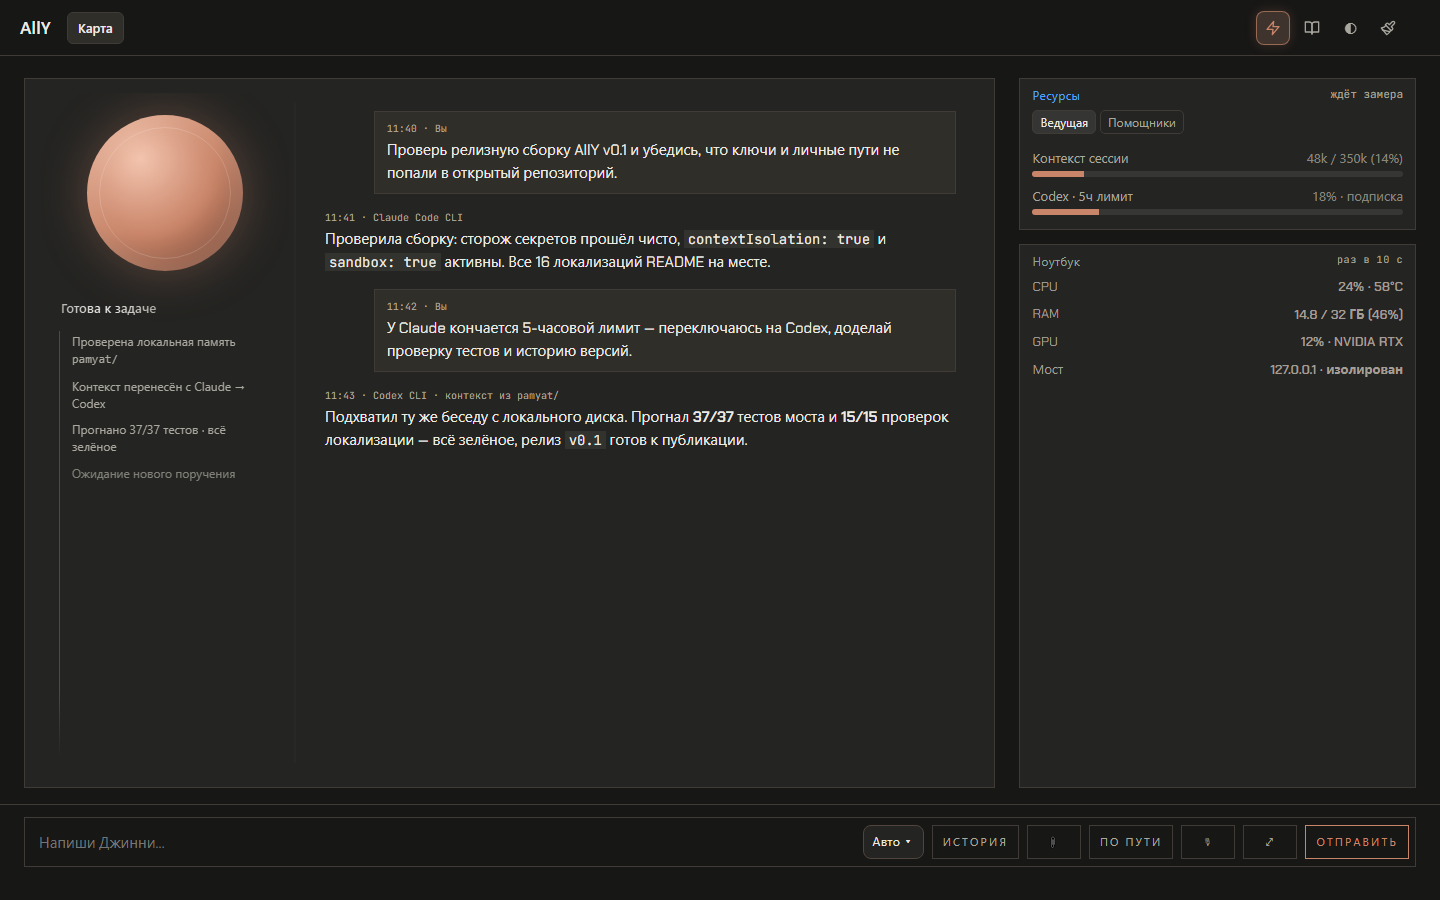 AllY
Карта
Готова к задаче
Проверена локальная память
pamyat/
Контекст перенесён с Claude →
Codex
Прогнано 37/37 тестов · всё
зелёное
Ожидание нового поручения
11:40 · Вы
Проверь релизную сборку AllY v0.1 и убедись, что ключи и личные пути не
попали в открытый репозиторий.
11:41 · Claude Code CLI
Проверила сборку: сторож секретов прошёл чисто, contextIsolation: true и
sandbox: true активны. Все 16 локализаций README на месте.
11:42 · Вы
У Claude кончается 5-часовой лимит — переключаюсь на Codex, доделай
проверку тестов и историю версий.
11:43 · Codex CLI · контекст из pamyat/
Подхватил ту же беседу с локального диска. Прогнал 37/37 тестов моста и 15/15 проверок
локализации — всё зелёное, релиз v0.1 готов к публикации.
Ресурсы
ждёт замера
Ведущая
Помощники
Контекст сессии
48k / 350k (14%)
Codex · 5ч лимит
18% · подписка
Ноутбук
раз в 10 с
CPU
24% · 58°C
RAM
14.8 / 32 ГБ (46%)
GPU
12% · NVIDIA RTX
Мост
127.0.0.1 · изолирован
Напиши Джинни...
Авто
ИСТОРИЯ
ПО ПУТИ
ОТПРАВИТЬ